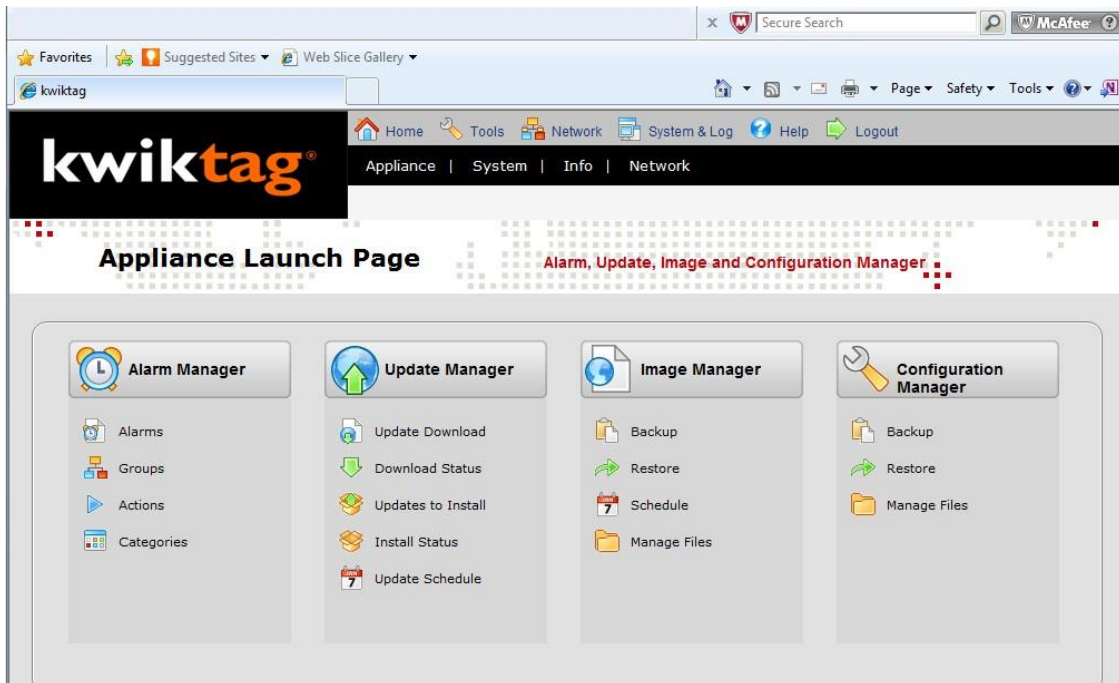 Secure Search McAfee ?
Favorites Suggested Sites Web Slice Gallery
kwiktag Page Safety Tools
Home Tools Network System & Log Help Logout
kwiktag®
Appliance | System | Info | Network
Appliance Launch Page
Alarm, Update, Image and Configuration Manager
Alarm Manager
Alarms
Groups
Actions
Categories
Update Manager
Update Download
Download Status
Updates to Install
Install Status
Update Schedule
Image Manager
Backup
Restore
Schedule
Manage Files
Configuration
Manager
Backup
Restore
Manage Files